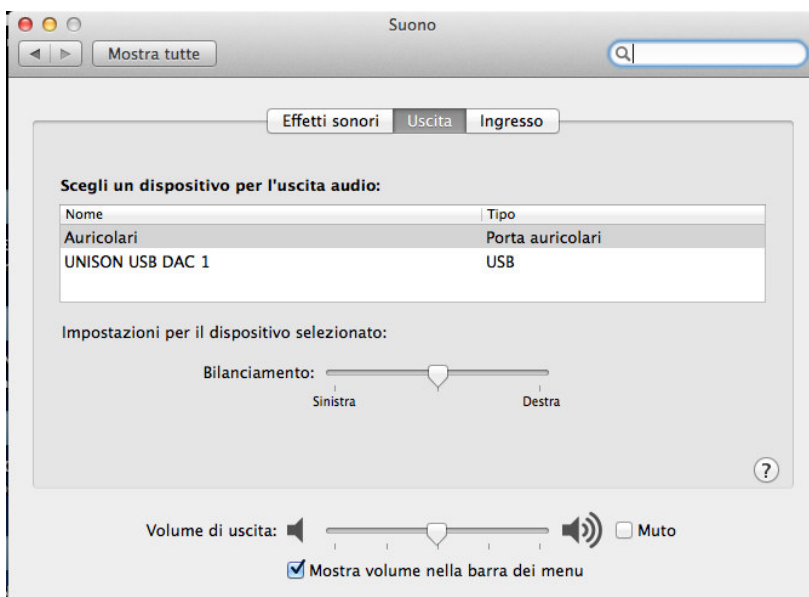 Suono
Mostra tutte
Effetti sonori Uscita Ingresso
Scegli un dispositivo per l'uscita audio:
Nome Tipo
Auricolari Porta auricolari
UNISON USB DAC 1 USB
Impostazioni per il dispositivo selezionato:
Bilanciamento:
Sinistra Destra
?
Volume di uscita: Muto
Mostra volume nella barra dei menu